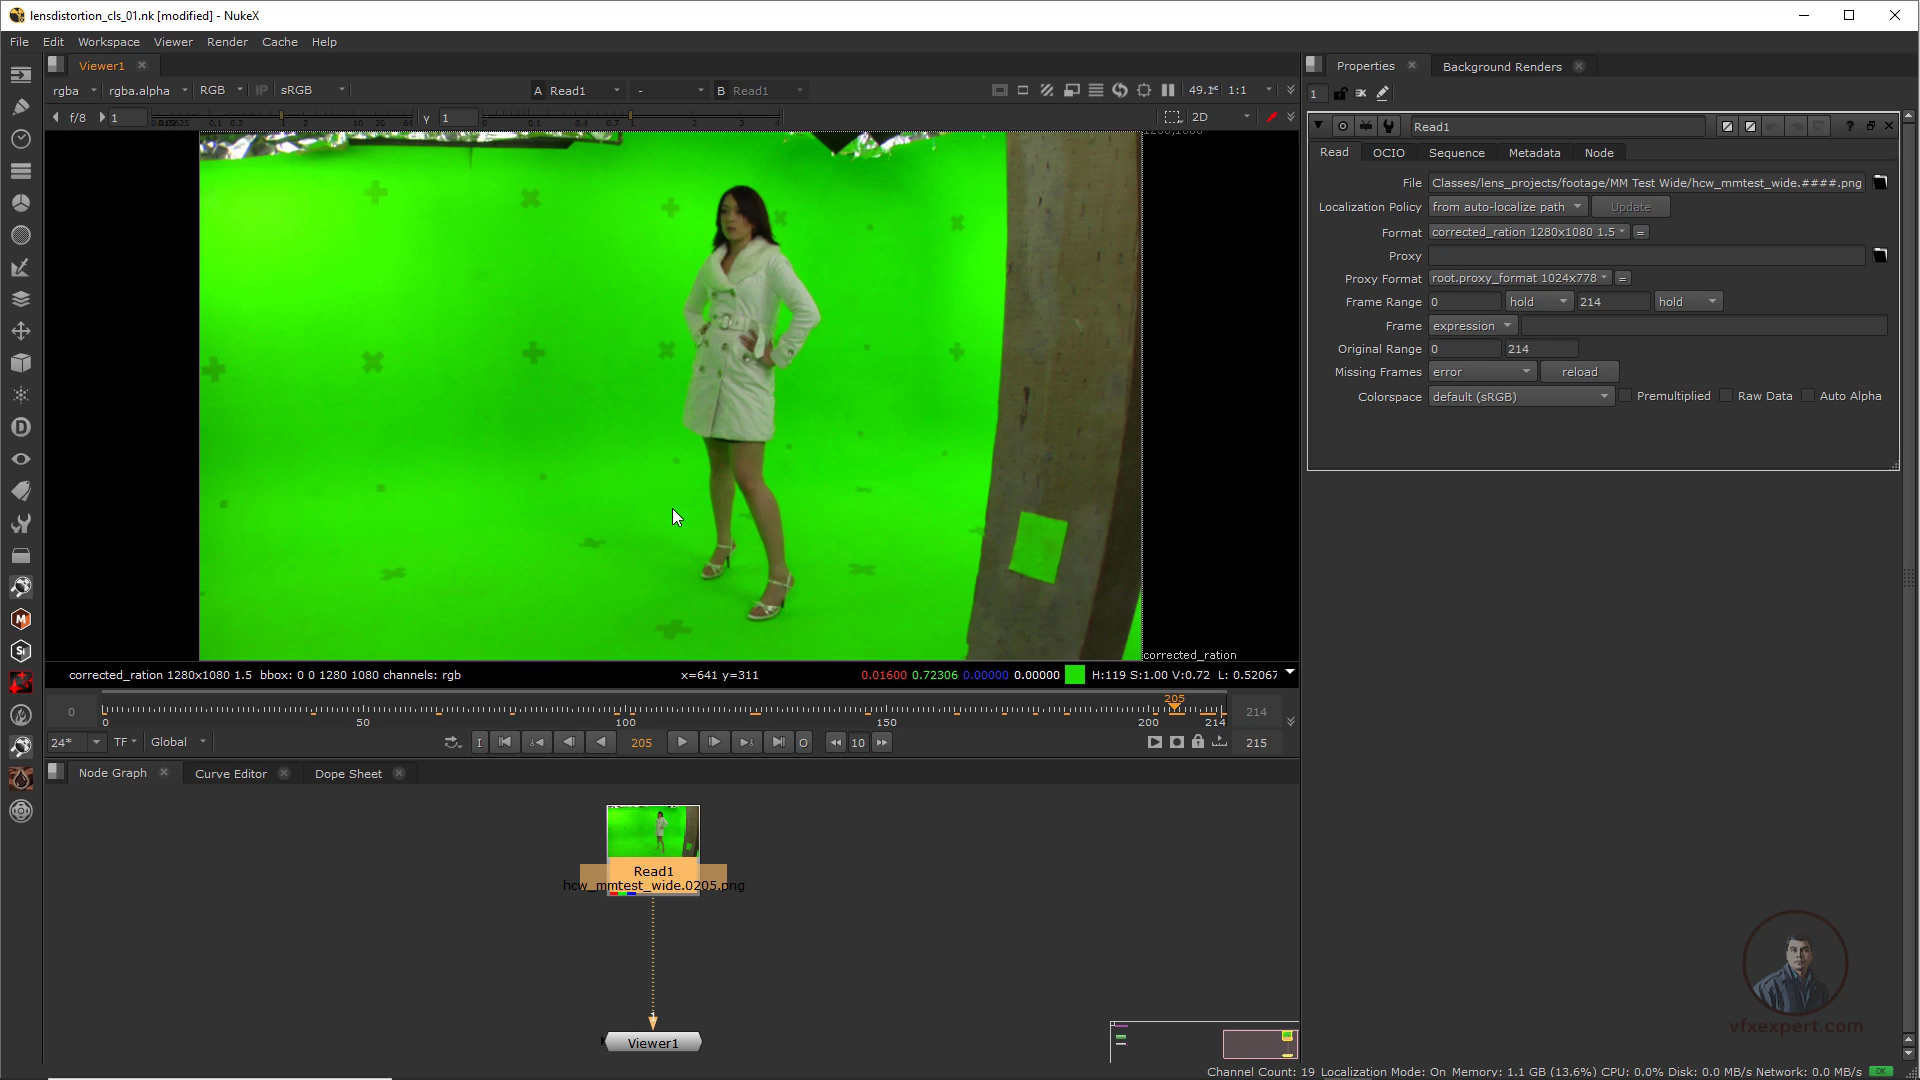 lensdistortion_cls_01.nk [modified] - NukeX
File Edit Workspace Viewer Render Cache Help
Viewer1
rgba rgba.alpha RGB IP sRGB A Read1 - B Read1 1:1
f/8 1 Y 1 2D
corrected_ration
corrected_ration 1280x1080 1.5 bbox: 0 0 1280 1080 channels: rgb x=641 y=311 0.01600 0.72306 0.00000 0.00000 H:119 S:1.00 V:0.72 L: 0.52067
205
0 214
0 50 100 150 200 214
24* TF Global I 205 O 10 215
Node Graph Curve Editor Dope Sheet
Read1
hcw_mmtest_wide.0205.png
Viewer1
Properties Background Renders
1
Read1 ?
Read OCIO Sequence Metadata Node
File Classes/lens_projects/footage/MM Test Wide/hcw_mmtest_wide.####.png
Localization Policy from auto-localize path Update
Format corrected_ration 1280x1080 1.5 =
Proxy
Proxy Format root.proxy_format 1024x778 =
Frame Range 0 hold 214 hold
Frame expression
Original Range 0 214
Missing Frames error reload
Colorspace default (sRGB) Premultiplied Raw Data Auto Alpha
vfxexpert.com
Channel Count: 19 Localization Mode: On Memory: 1.1 GB (13.6%) CPU: 0.0% Disk: 0.0 MB/s Network: 0.0 MB/s OK